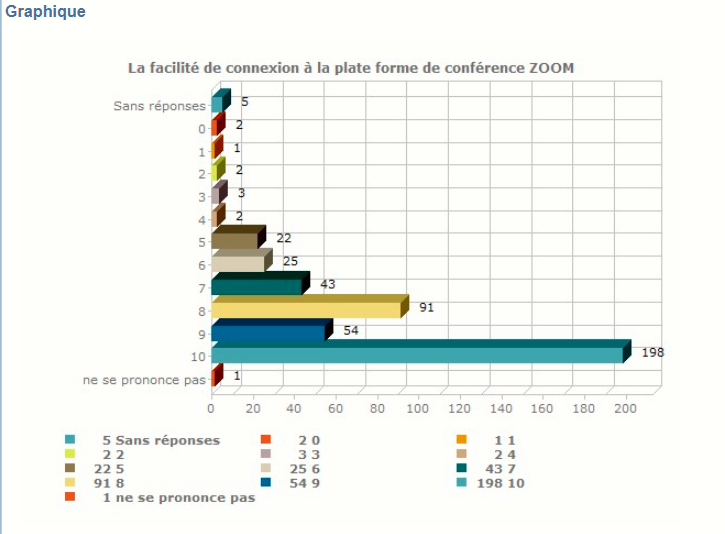 Graphique
La facilité de connexion à la plate forme de conférence ZOOM
Sans réponses 5
0 2
1 1
2 2
3 3
4 2
5 22
6 25
7 43
8 91
9 54
10 198
ne se prononce pas 1
0 20 40 60 80 100 120 140 160 180 200
5 Sans réponses 2 0 1 1
2 2 3 3 2 4
22 5 25 6 43 7
91 8 54 9 198 10
1 ne se prononce pas